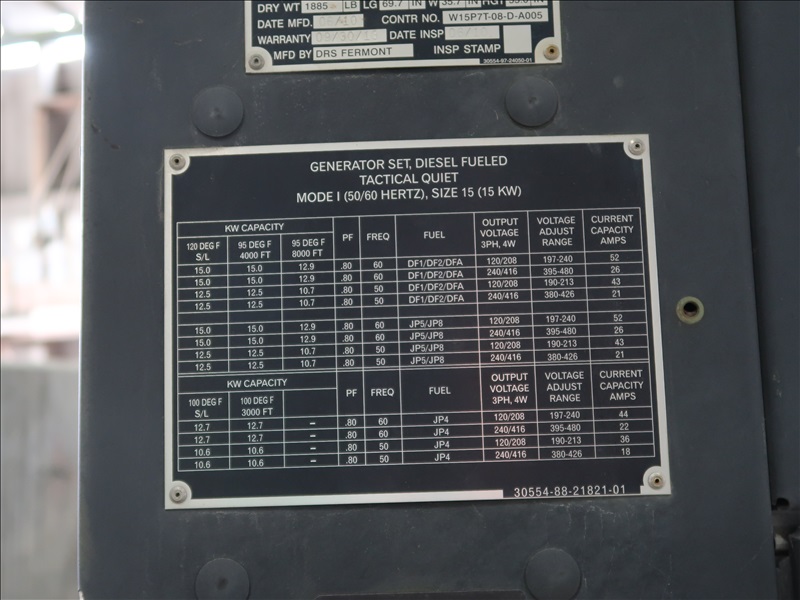 DRY WT 1885 LB LG 69.7 IN W 35.7 IN HGT IN
DATE MFD. CONTR NO. W15P7T-08-D-A005
WARRANTY DATE INSP
MFD BY DRS FERMONT INSP STAMP
30554-97-24050-01
GENERATOR SET, DIESEL FUELED
TACTICAL QUIET
MODE I (50/60 HERTZ), SIZE 15 (15 KW)
KW CAPACITY PF FREQ FUEL OUTPUT VOLTAGE 3PH, 4W VOLTAGE ADJUST RANGE CURRENT CAPACITY AMPS
120 DEG F S/L 95 DEG F 4000 FT 95 DEG F 8000 FT
15.0 15.0 12.9 .80 60 DF1/DF2/DFA 120/208 197-240 52
15.0 15.0 12.9 .80 60 DF1/DF2/DFA 240/416 395-480 26
12.5 12.5 10.7 .80 50 DF1/DF2/DFA 120/208 190-213 43
12.5 12.5 10.7 .80 50 DF1/DF2/DFA 240/416 380-426 21
15.0 15.0 12.9 .80 60 JP5/JP8 120/208 197-240 52
15.0 15.0 12.9 .80 60 JP5/JP8 240/416 395-480 26
12.5 12.5 10.7 .80 50 JP5/JP8 120/208 190-213 43
12.5 12.5 10.7 .80 50 JP5/JP8 240/416 380-426 21
KW CAPACITY PF FREQ FUEL OUTPUT VOLTAGE 3PH, 4W VOLTAGE ADJUST RANGE CURRENT CAPACITY AMPS
100 DEG F S/L 100 DEG F 3000 FT
12.7 12.7 – .80 60 JP4 120/208 197-240 44
12.7 12.7 – .80 60 JP4 240/416 395-480 22
10.6 10.6 – .80 50 JP4 120/208 190-213 36
10.6 10.6 – .80 50 JP4 240/416 380-426 18
30554-88-21821-01